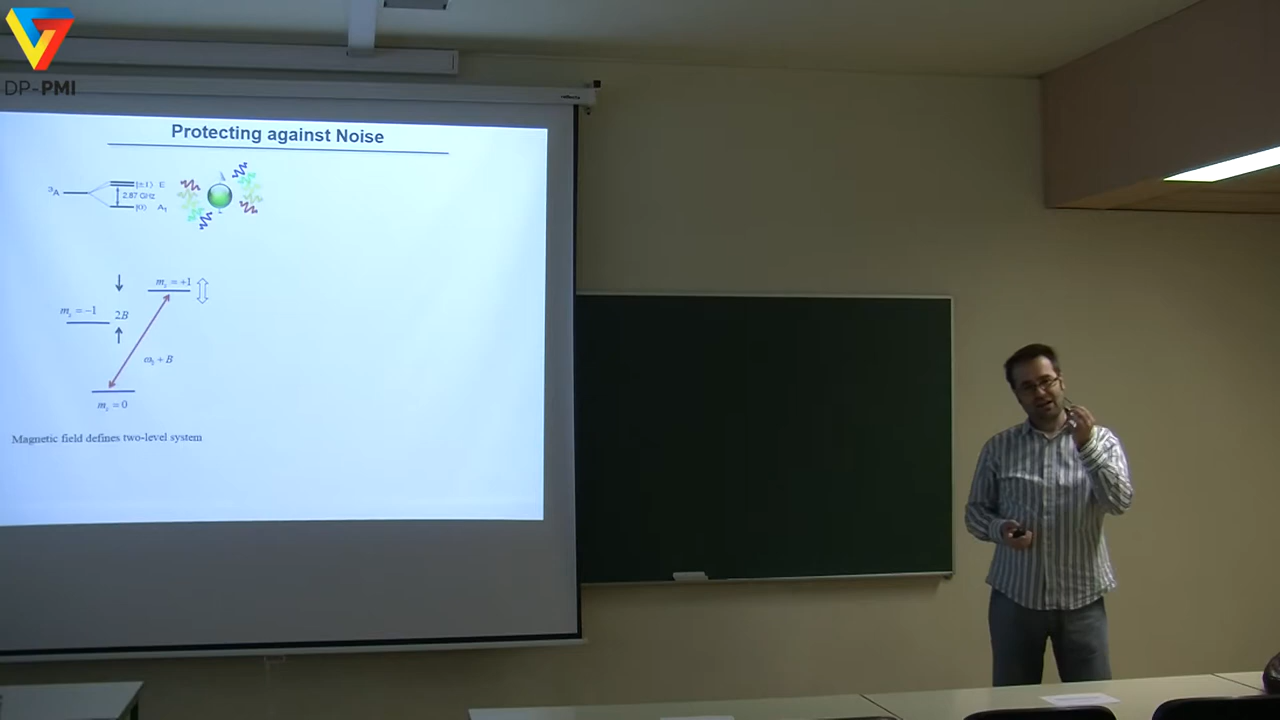 DP-PMI
Protecting against Noise
³A
|±1⟩ E
2.87 GHz
|0⟩ A₁
mₛ = +1
mₛ = −1
2B
ω₀ + B
mₛ = 0
Magnetic field defines two-level system